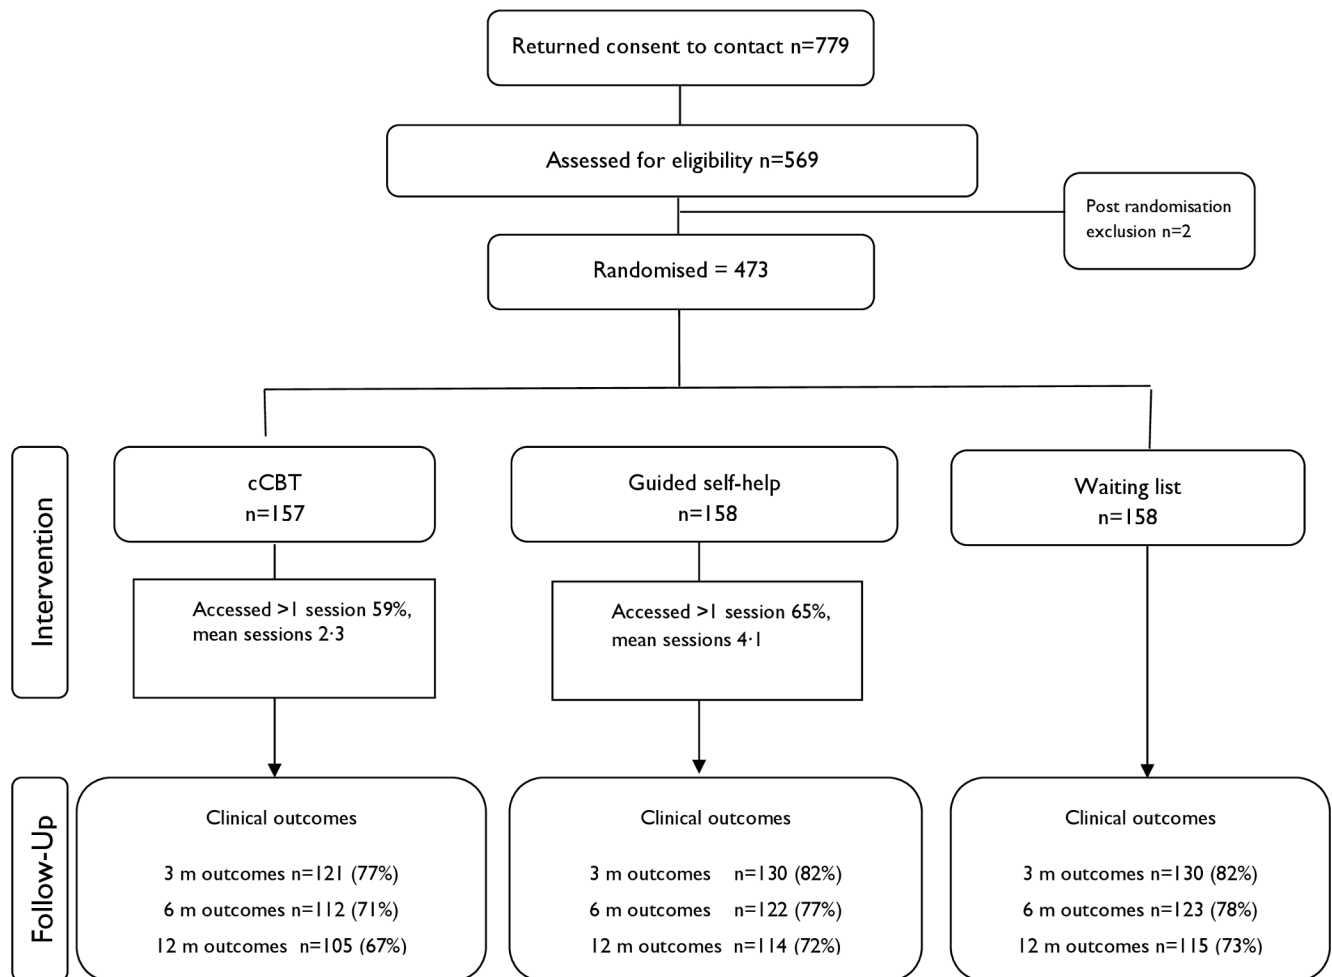 Returned consent to contact n=779
Assessed for eligibility n=569
Post randomisation
exclusion n=2
Randomised = 473
Intervention
cCBT
n=157
Guided self-help
n=158
Waiting list
n=158
Accessed >1 session 59%,
mean sessions 2·3
Accessed >1 session 65%,
mean sessions 4·1
Follow-Up
Clinical outcomes
3 m outcomes n=121 (77%)
6 m outcomes n=112 (71%)
12 m outcomes n=105 (67%)
Clinical outcomes
3 m outcomes n=130 (82%)
6 m outcomes n=122 (77%)
12 m outcomes n=114 (72%)
Clinical outcomes
3 m outcomes n=130 (82%)
6 m outcomes n=123 (78%)
12 m outcomes n=115 (73%)